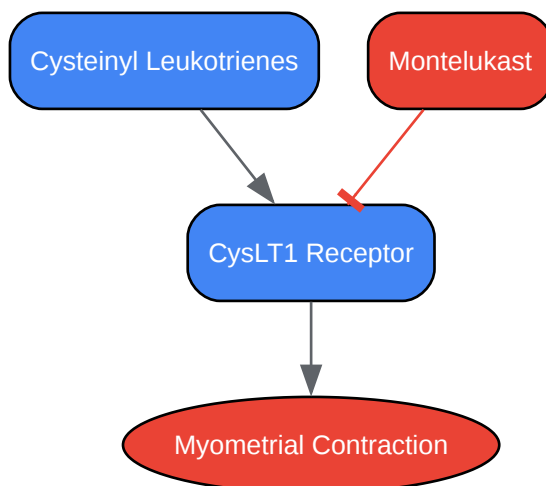 Cysteinyl Leukotrienes
Montelukast
CysLT1 Receptor
Myometrial Contraction